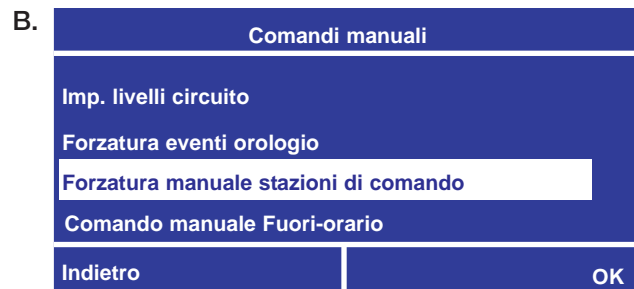 B.
Comandi manuali
Imp. livelli circuito
Forzatura eventi orologio
Forzatura manuale stazioni di comando
Comando manuale Fuori-orario
Indietro OK